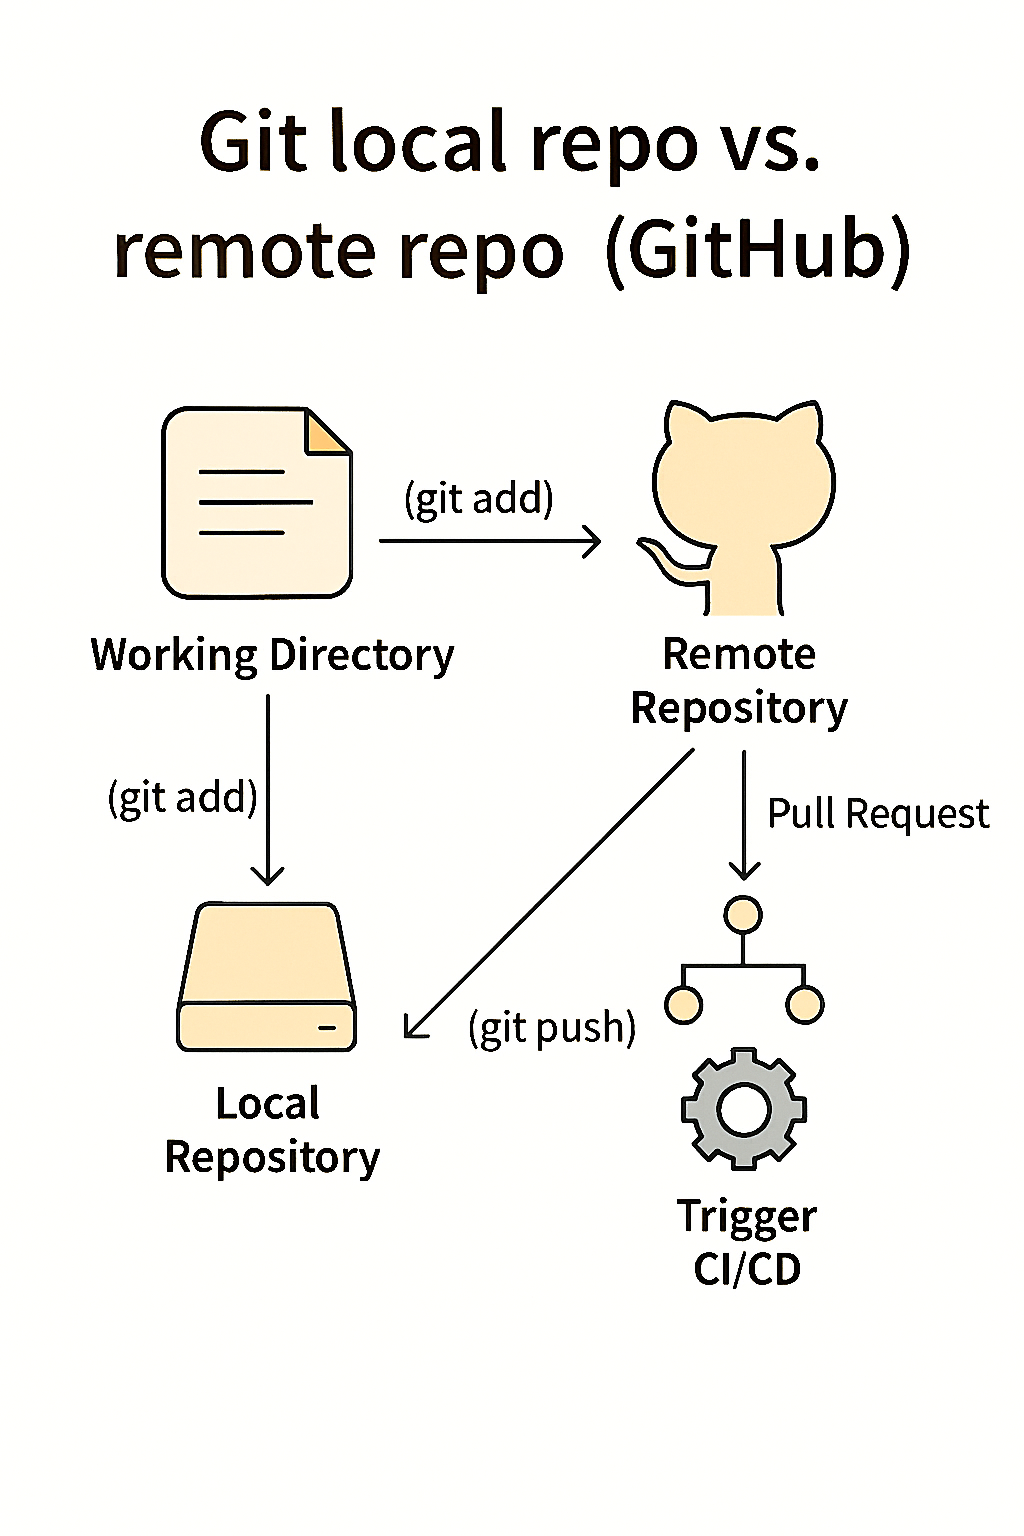 Git local repo vs.
remote repo (GitHub)
(git add)
Working Directory
Remote
Repository
(git add)
Pull Request
(git push)
Local
Repository
Trigger
CI/CD